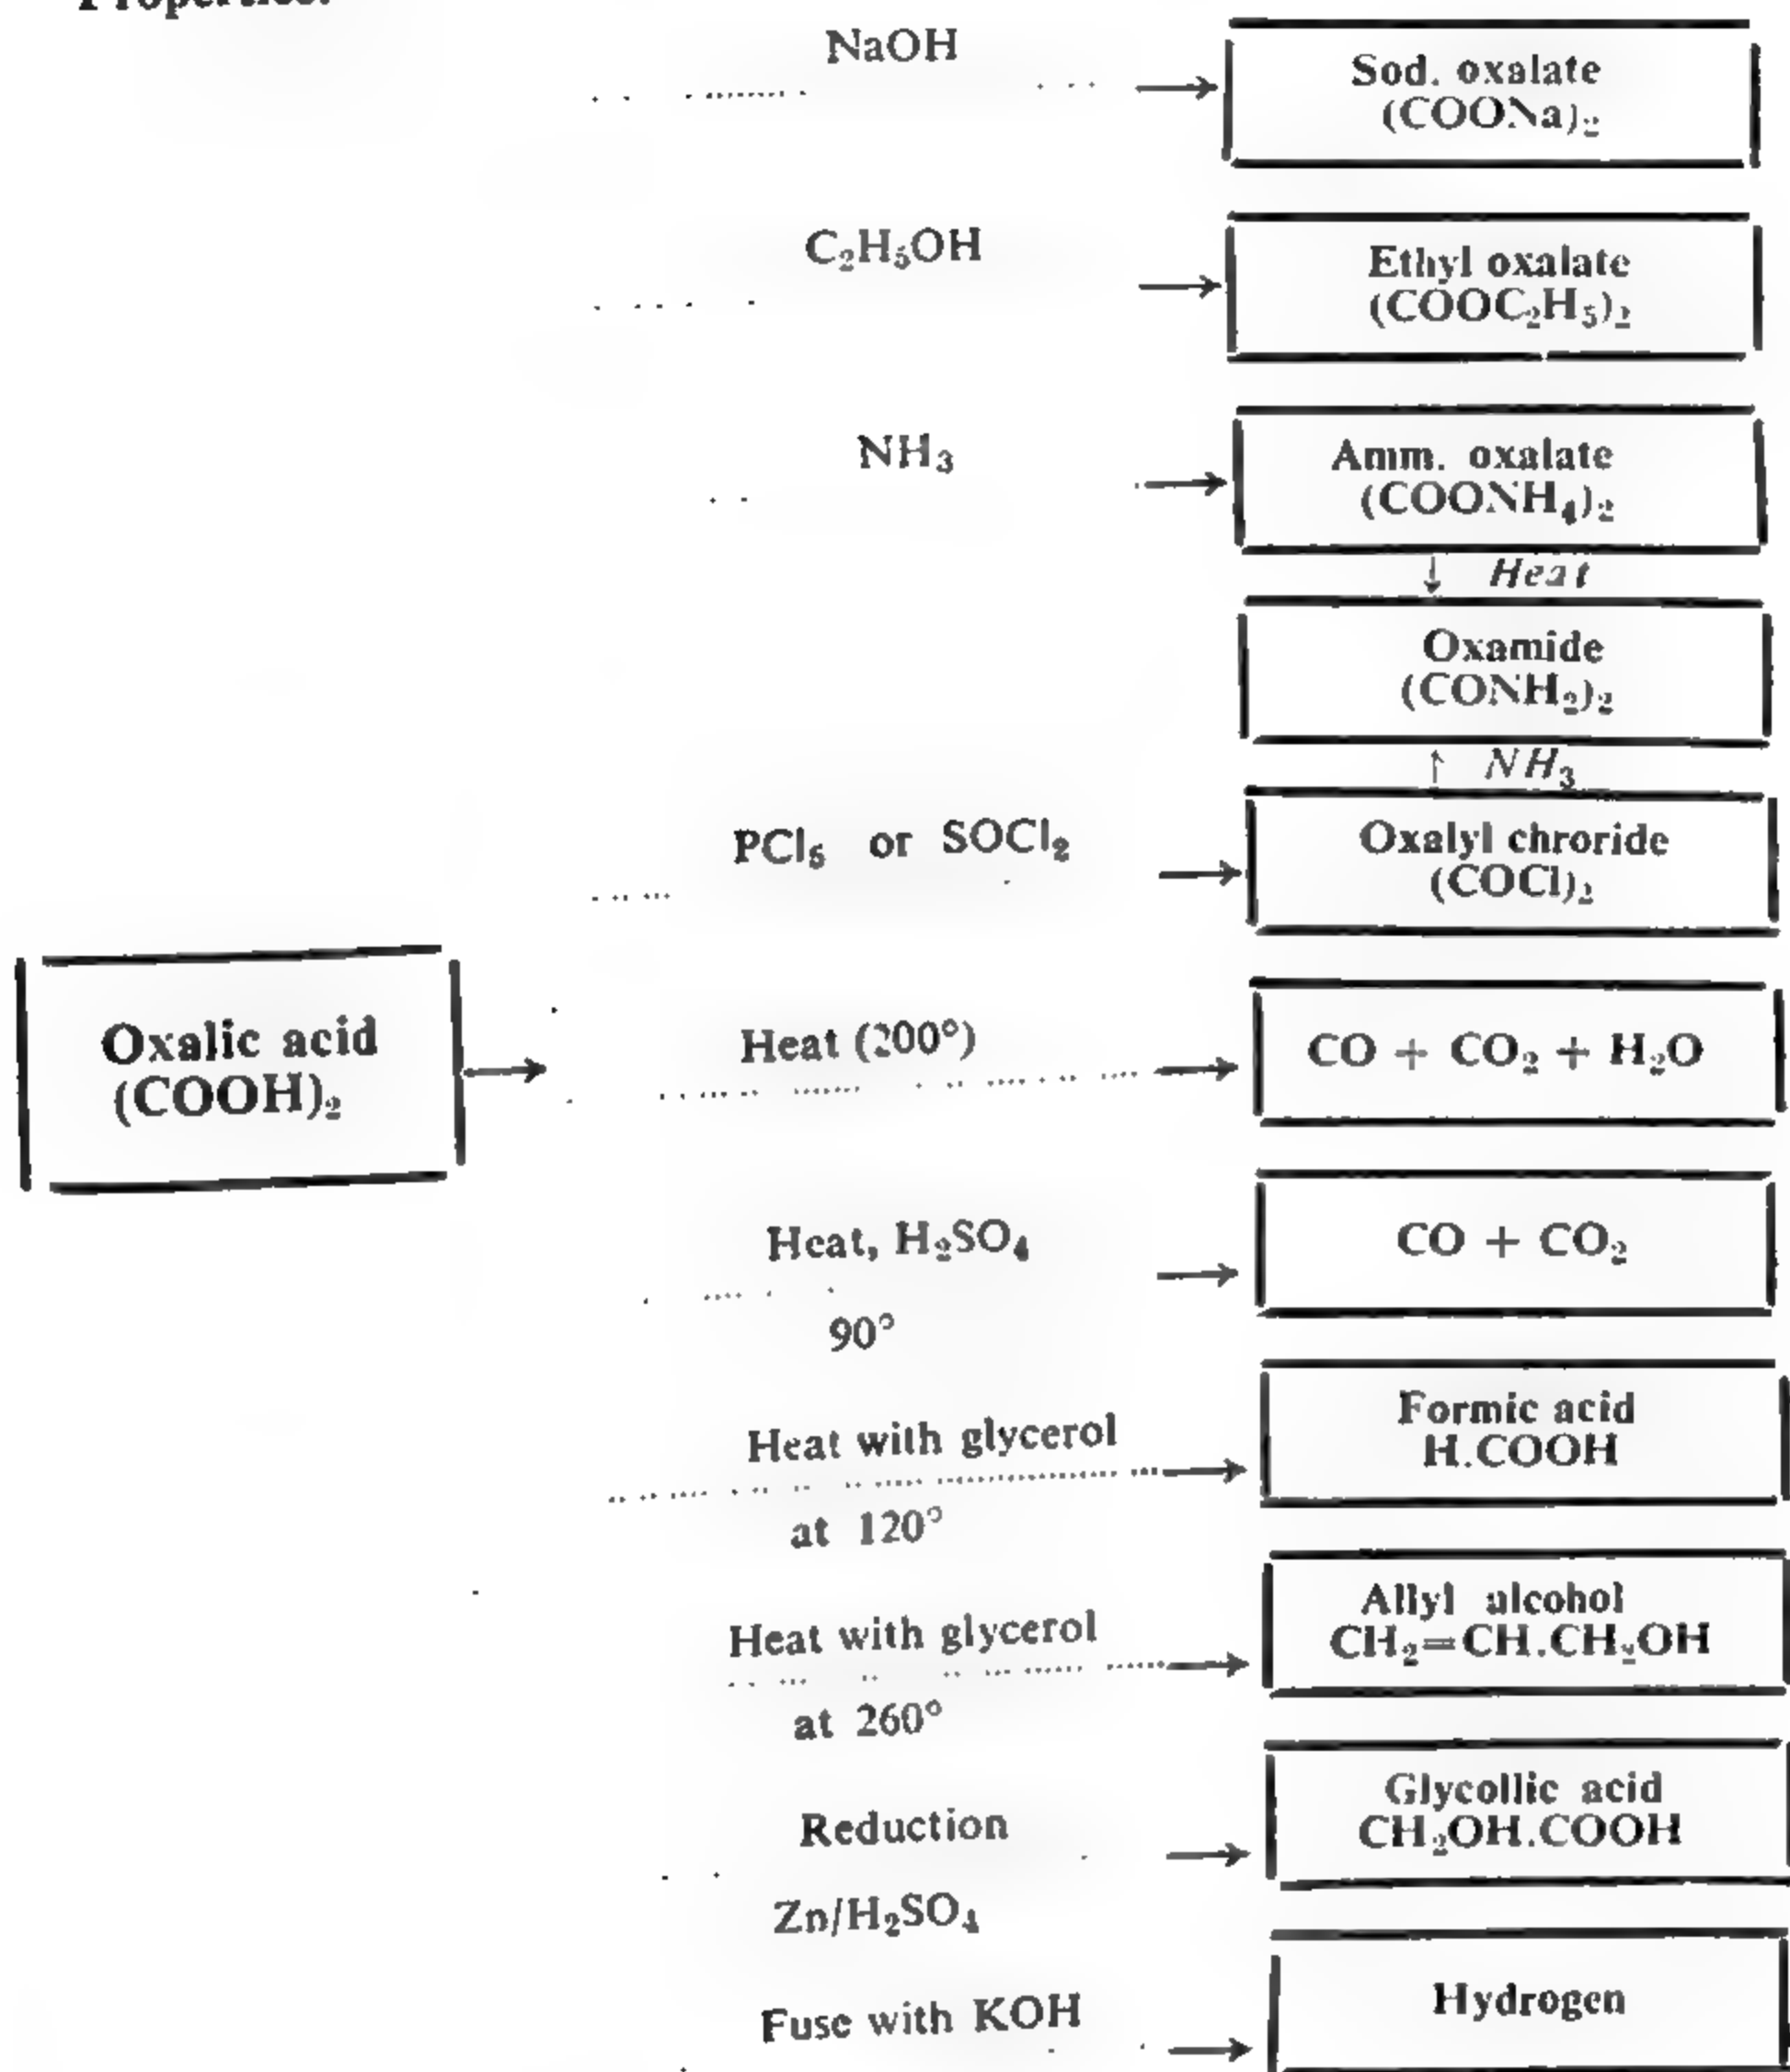 Properties.
NaOH
Sod. oxalate
(COONa)₂
C₂H₅OH
Ethyl oxalate
(COOC₂H₅)₂
NH₃
Amm. oxalate
(COONH₄)₂
↓ Heat
Oxamide
(CONH₂)₂
↑ NH₃
PCl₅ or SOCl₂
Oxalyl chroride
(COCl)₂
Oxalic acid
(COOH)₂
Heat (200°)
CO + CO₂ + H₂O
Heat, H₂SO₄
90°
CO + CO₂
Heat with glycerol
at 120°
Formic acid
H.COOH
Heat with glycerol
at 260°
Allyl alcohol
CH₂=CH.CH₂OH
Reduction
Zn/H₂SO₄
Glycollic acid
CH₂OH.COOH
Fuse with KOH
Hydrogen